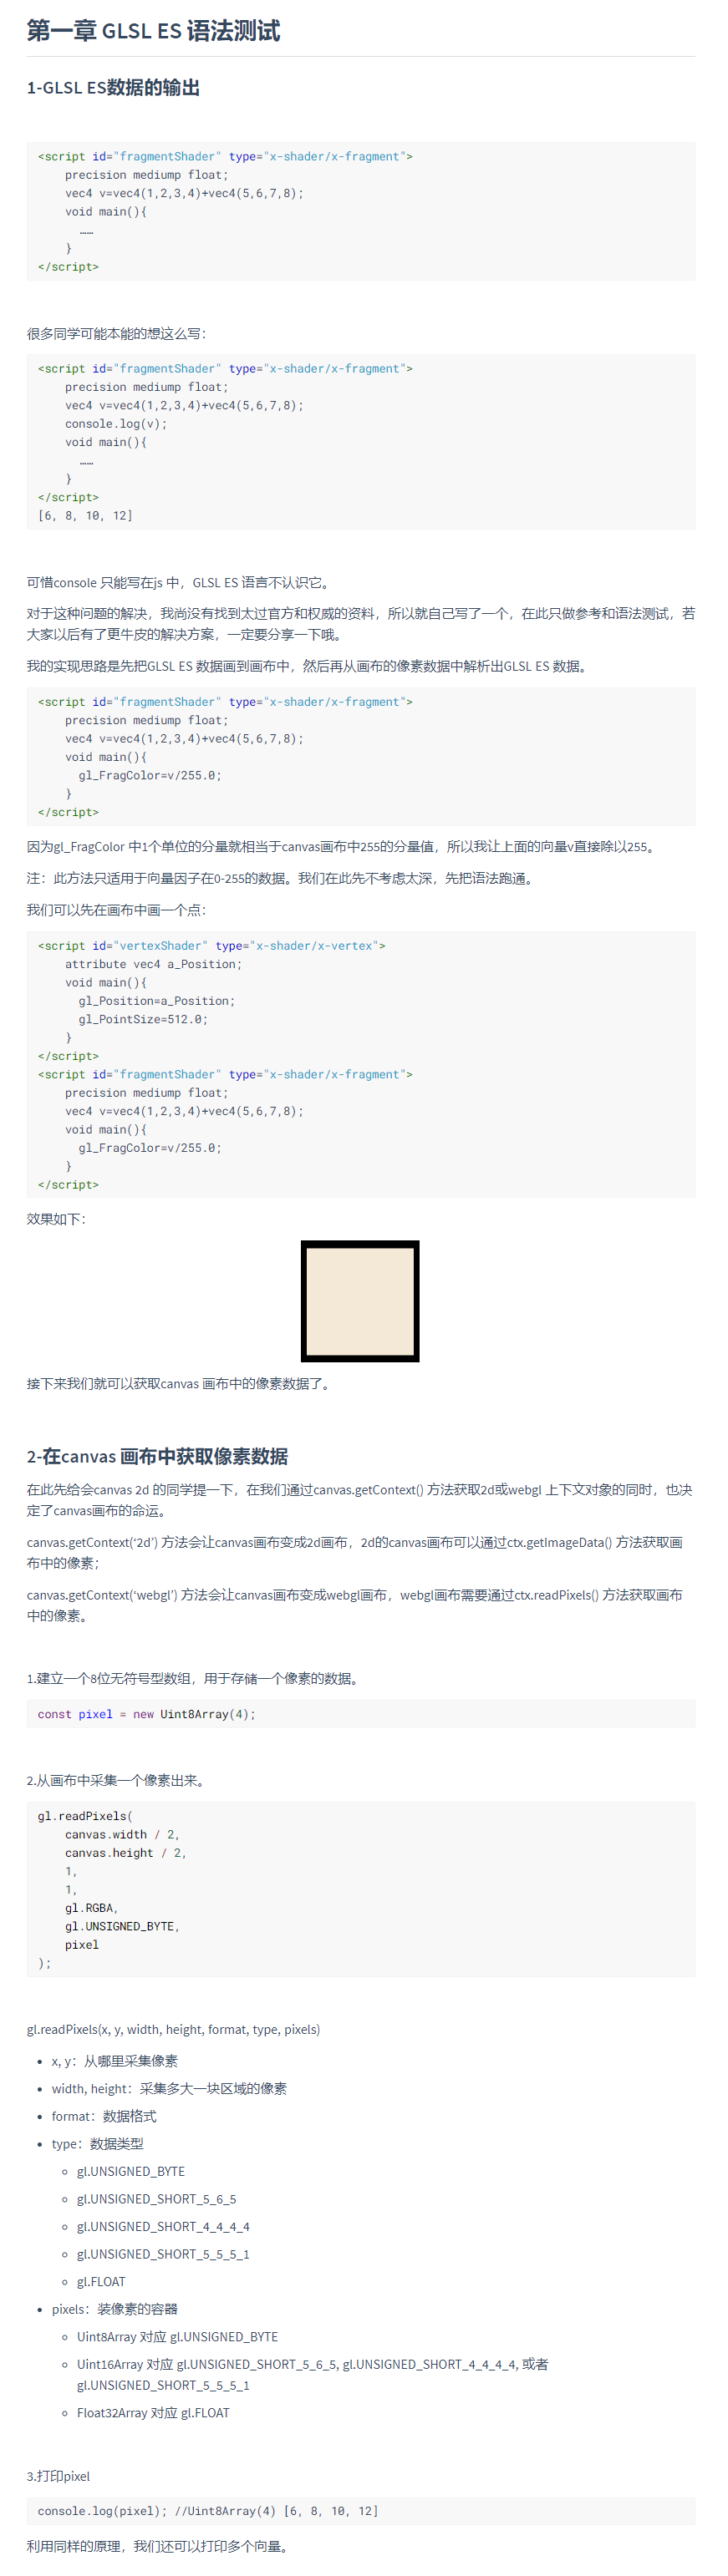 第一章 GLSL ES 语法测试
1-GLSL ES数据的输出
<script id="fragmentShader" type="x-shader/x-fragment">
    precision mediump float;
    vec4 v=vec4(1,2,3,4)+vec4(5,6,7,8);
    void main(){
      ……
    }
</script>
很多同学可能本能的想这么写：
<script id="fragmentShader" type="x-shader/x-fragment">
    precision mediump float;
    vec4 v=vec4(1,2,3,4)+vec4(5,6,7,8);
    console.log(v);
    void main(){
      ……
    }
</script>
[6, 8, 10, 12]
可惜console 只能写在js 中，GLSL ES 语言不认识它。
对于这种问题的解决，我尚没有找到太过官方和权威的资料，所以就自己写了一个，在此只做参考和语法测试，若
大家以后有了更牛皮的解决方案，一定要分享一下哦。
我的实现思路是先把GLSL ES 数据画到画布中，然后再从画布的像素数据中解析出GLSL ES 数据。
<script id="fragmentShader" type="x-shader/x-fragment">
    precision mediump float;
    vec4 v=vec4(1,2,3,4)+vec4(5,6,7,8);
    void main(){
      gl_FragColor=v/255.0;
    }
</script>
因为gl_FragColor 中1个单位的分量就相当于canvas画布中255的分量值，所以我让上面的向量v直接除以255。
注：此方法只适用于向量因子在0-255的数据。我们在此先不考虑太深，先把语法跑通。
我们可以先在画布中画一个点：
<script id="vertexShader" type="x-shader/x-vertex">
    attribute vec4 a_Position;
    void main(){
      gl_Position=a_Position;
      gl_PointSize=512.0;
    }
</script>
<script id="fragmentShader" type="x-shader/x-fragment">
    precision mediump float;
    vec4 v=vec4(1,2,3,4)+vec4(5,6,7,8);
    void main(){
      gl_FragColor=v/255.0;
    }
</script>
效果如下：
接下来我们就可以获取canvas 画布中的像素数据了。
2-在canvas 画布中获取像素数据
在此先给会canvas 2d 的同学提一下，在我们通过canvas.getContext() 方法获取2d或webgl 上下文对象的同时，也决
定了canvas画布的命运。
canvas.getContext(‘2d’) 方法会让canvas画布变成2d画布，2d的canvas画布可以通过ctx.getImageData() 方法获取画
布中的像素；
canvas.getContext(‘webgl’) 方法会让canvas画布变成webgl画布，webgl画布需要通过ctx.readPixels() 方法获取画布
中的像素。
1.建立一个8位无符号型数组，用于存储一个像素的数据。
const pixel = new Uint8Array(4);
2.从画布中采集一个像素出来。
gl.readPixels(
    canvas.width / 2,
    canvas.height / 2,
    1,
    1,
    gl.RGBA,
    gl.UNSIGNED_BYTE,
    pixel
);
gl.readPixels(x, y, width, height, format, type, pixels)
• x, y：从哪里采集像素
• width, height：采集多大一块区域的像素
• format：数据格式
• type：数据类型
◦ gl.UNSIGNED_BYTE
◦ gl.UNSIGNED_SHORT_5_6_5
◦ gl.UNSIGNED_SHORT_4_4_4_4
◦ gl.UNSIGNED_SHORT_5_5_5_1
◦ gl.FLOAT
• pixels：装像素的容器
◦ Uint8Array 对应 gl.UNSIGNED_BYTE
◦ Uint16Array 对应 gl.UNSIGNED_SHORT_5_6_5, gl.UNSIGNED_SHORT_4_4_4_4, 或者
gl.UNSIGNED_SHORT_5_5_5_1
◦ Float32Array 对应 gl.FLOAT
3.打印pixel
console.log(pixel); //Uint8Array(4) [6, 8, 10, 12]
利用同样的原理，我们还可以打印多个向量。